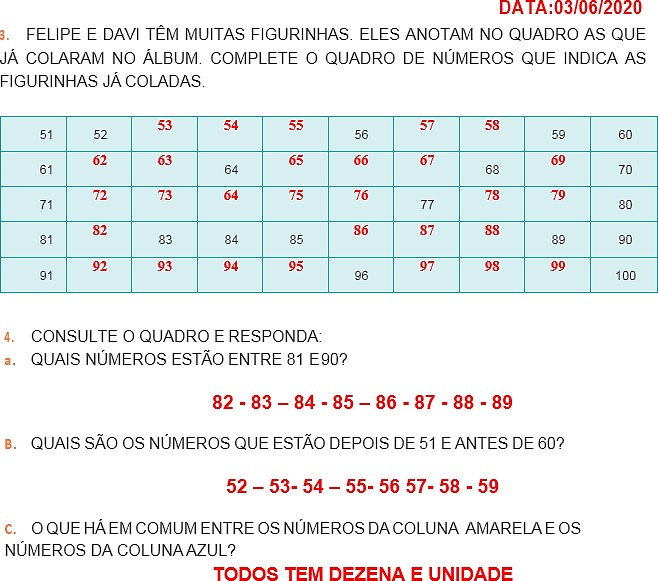 DATA:03/06/2020
3. FELIPE E DAVI TÊM MUITAS FIGURINHAS. ELES ANOTAM NO QUADRO AS QUE
JÁ COLARAM NO ÁLBUM. COMPLETE O QUADRO DE NÚMEROS QUE INDICA AS
FIGURINHAS JÁ COLADAS.
51 52 53 54 55 56 57 58 59 60
61 62 63 64 65 66 67 68 69 70
71 72 73 64 75 76 77 78 79 80
81 82 83 84 85 86 87 88 89 90
91 92 93 94 95 96 97 98 99 100
4. CONSULTE O QUADRO E RESPONDA:
a. QUAIS NÚMEROS ESTÃO ENTRE 81 E 90?
82 - 83 – 84 - 85 – 86 - 87 - 88 - 89
B. QUAIS SÃO OS NÚMEROS QUE ESTÃO DEPOIS DE 51 E ANTES DE 60?
52 – 53- 54 – 55- 56 57- 58 - 59
C. O QUE HÁ EM COMUM ENTRE OS NÚMEROS DA COLUNA AMARELA E OS
NÚMEROS DA COLUNA AZUL?
TODOS TEM DEZENA E UNIDADE